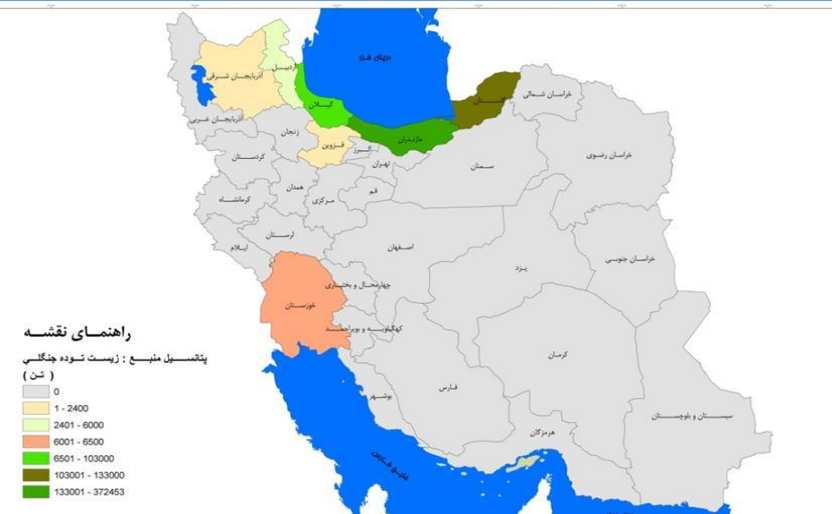 دریای خزر
آذربایجان شرقی
اردبیل
آذربایجان غربی
گیلان
گلستان
خراسان شمالی
زنجان
قزوین
البرز
مازندران
تهران
سمنان
خراسان رضوی
کردستان
همدان
مرکزی
قم
کرمانشاه
لرستان
ایلام
اصفهان
یزد
خراسان جنوبی
چهارمحال و بختیاری
خوزستان
کهگیلویه و بویراحمد
کرمان
فارس
بوشهر
سیستان و بلوچستان
هرمزگان
خلیج فارس
راهنمای نقشه
پتانسیل منبع : زیست توده جنگلی
( تن )
0
1 - 2400
2401 - 6000
6001 - 6500
6501 - 103000
103001 - 133000
133001 - 372453